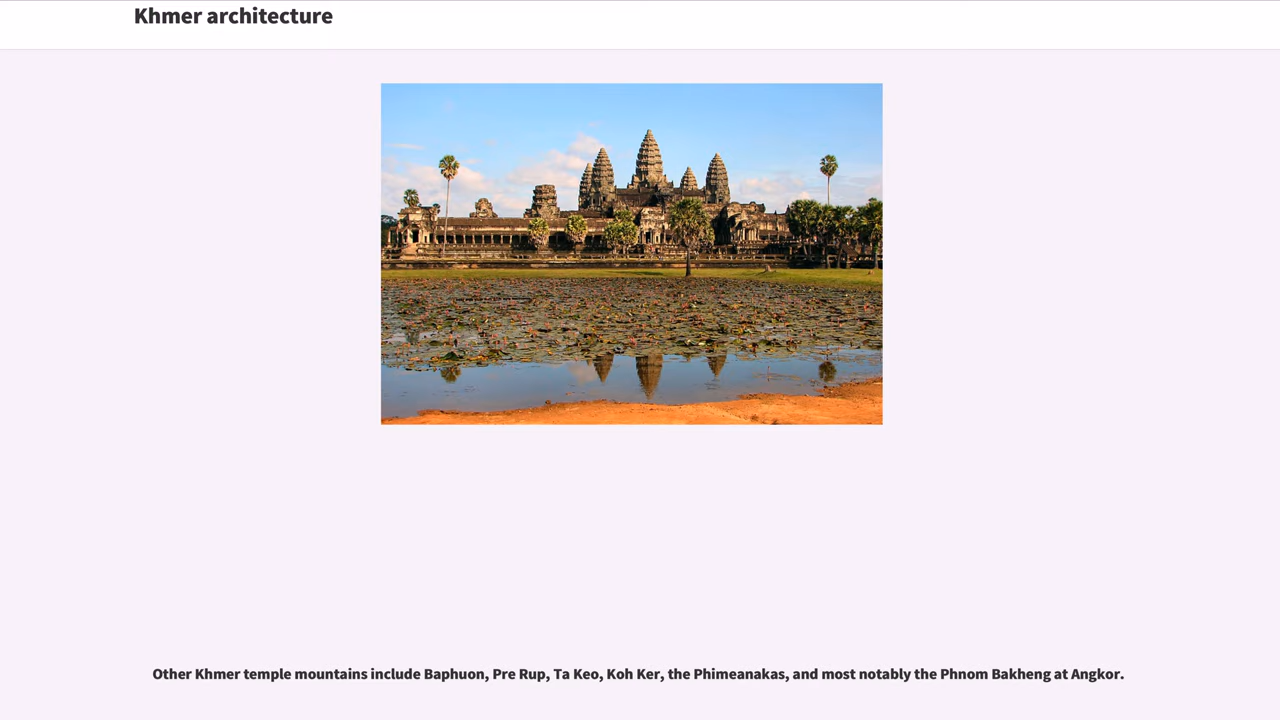 Khmer architecture
Other Khmer temple mountains include Baphuon, Pre Rup, Ta Keo, Koh Ker, the Phimeanakas, and most notably the Phnom Bakheng at Angkor.